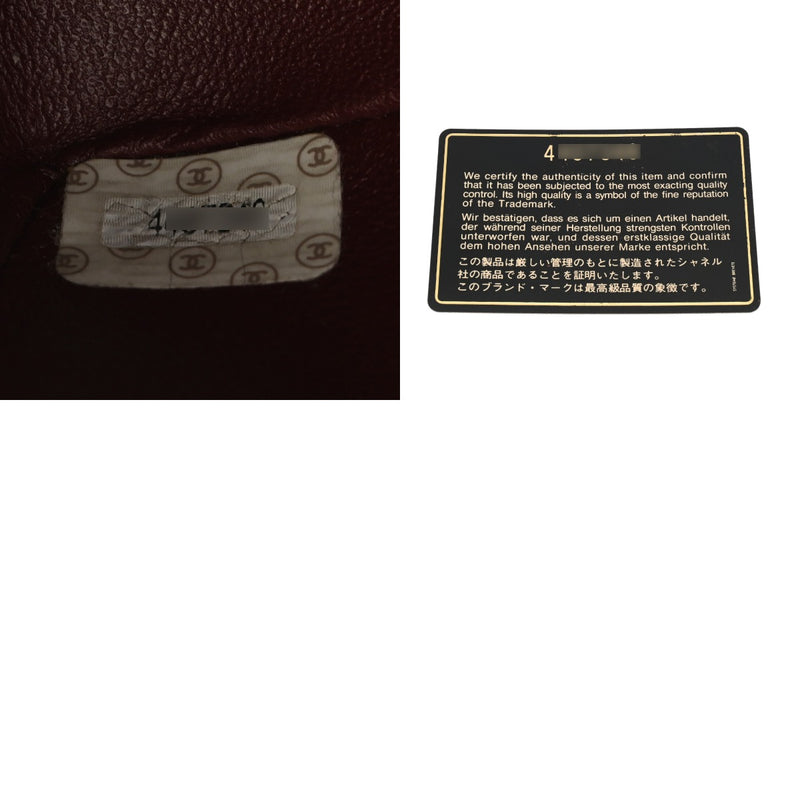 We certify the authenticity of this item and confirm
that it has been subjected to the most exacting quality
control. Its high quality is a symbol of the fine reputation
of the Trademark.
Wir bestätigen, dass es sich um einen Artikel handelt,
der während seiner Herstellung strengsten Kontrollen
unterworfen war, und dessen erstklassige Qualität
dem hohen Ansehen unserer Marke entspricht.
この製品は厳しい管理のもとに製造されたシャネル
社の商品であることを証明いたします。
このブランド・マークは最高級品質の象徴です。